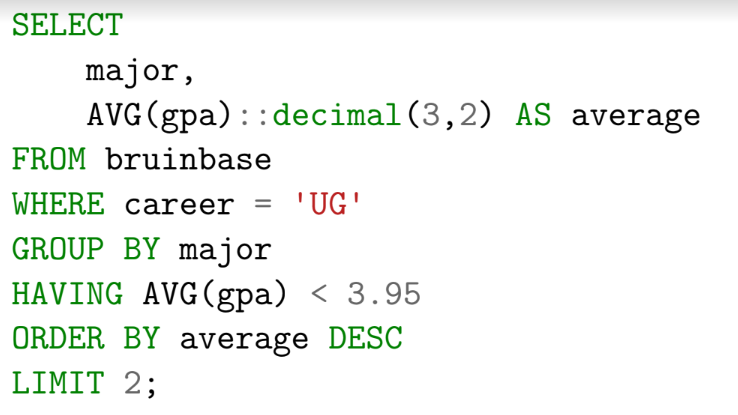 SELECT
    major,
    AVG(gpa)::decimal(3,2) AS average
FROM bruinbase
WHERE career = 'UG'
GROUP BY major
HAVING AVG(gpa) < 3.95
ORDER BY average DESC
LIMIT 2;